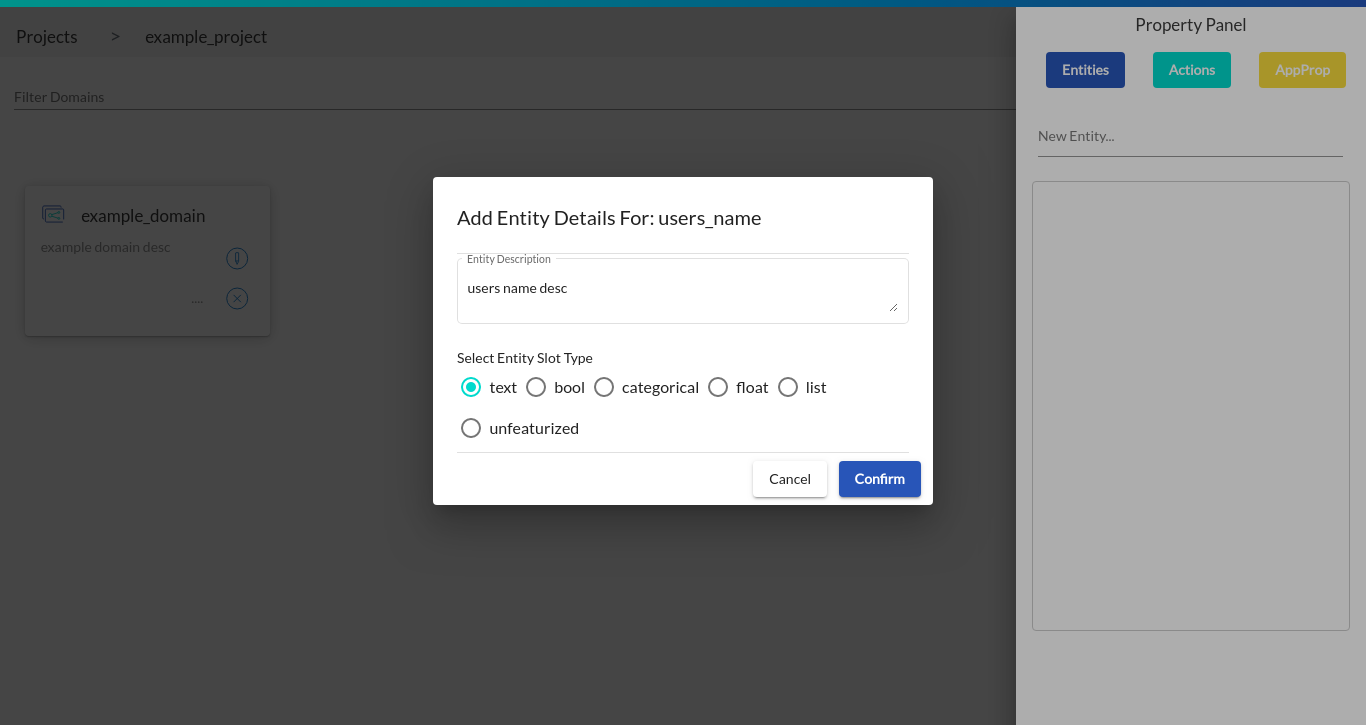 Projects > example_project
Property Panel
Entities Actions AppProp
Filter Domains
New Entity...
example_domain
example domain desc
....
Add Entity Details For: users_name
Entity Description
users name desc
Select Entity Slot Type
text bool categorical float list
unfeaturized
Cancel Confirm